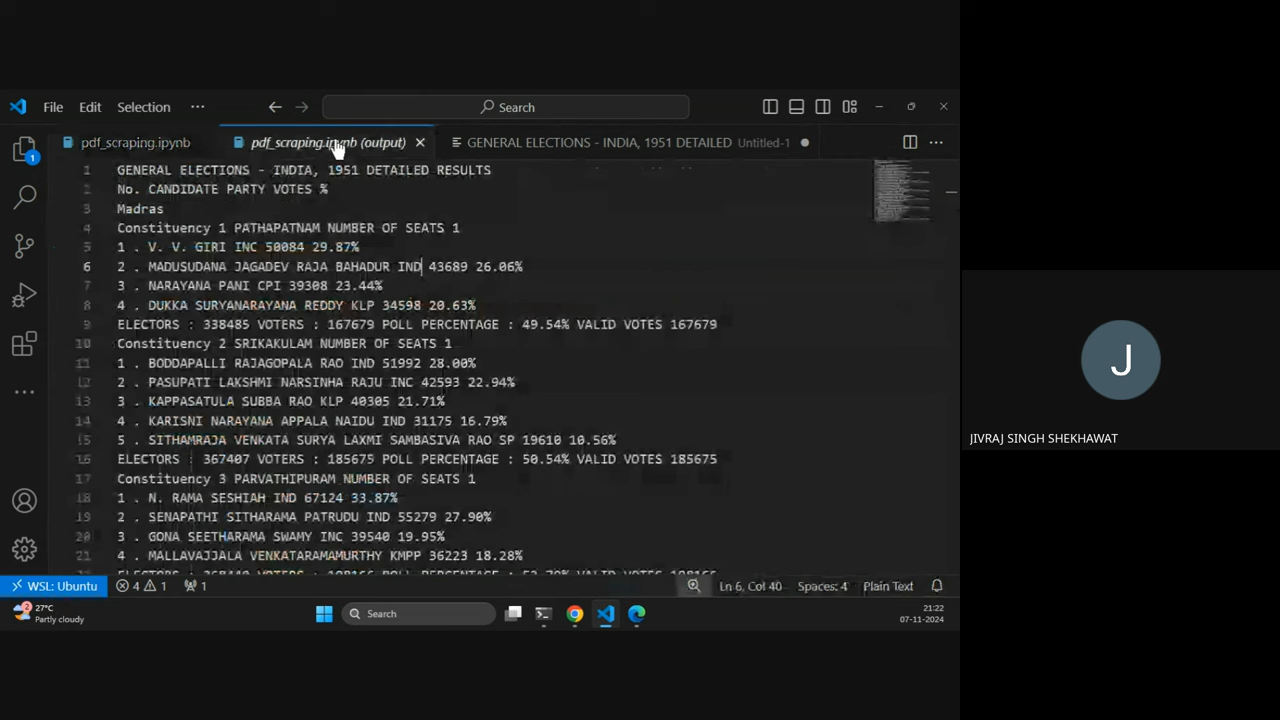 File Edit Selection ··· Search
pdf_scraping.ipynb pdf_scraping.ipynb (output) GENERAL ELECTIONS - INDIA, 1951 DETAILED Untitled-1
1 GENERAL ELECTIONS - INDIA, 1951 DETAILED RESULTS
2 No. CANDIDATE PARTY VOTES %
3 Madras
4 Constituency 1 PATHAPATNAM NUMBER OF SEATS 1
5 1 . V. V. GIRI INC 50084 29.87%
6 2 . MADUSUDANA JAGADEV RAJA BAHADUR IND 43689 26.06%
7 3 . NARAYANA PANI CPI 39308 23.44%
8 4 . DUKKA SURYANARAYANA REDDY KLP 34598 20.63%
9 ELECTORS : 338485 VOTERS : 167679 POLL PERCENTAGE : 49.54% VALID VOTES 167679
10 Constituency 2 SRIKAKULAM NUMBER OF SEATS 1
11 1 . BODDAPALLI RAJAGOPALA RAO IND 51992 28.00%
12 2 . PASUPATI LAKSHMI NARSINHA RAJU INC 42593 22.94%
13 3 . KAPPASATULA SUBBA RAO KLP 40305 21.71%
14 4 . KARISNI NARAYANA APPALA NAIDU IND 31175 16.79%
15 5 . SITHAMRAJA VENKATA SURYA LAXMI SAMBASIVA RAO SP 19610 10.56%
16 ELECTORS : 367407 VOTERS : 185675 POLL PERCENTAGE : 50.54% VALID VOTES 185675
17 Constituency 3 PARVATHIPURAM NUMBER OF SEATS 1
18 1 . N. RAMA SESHIAH IND 67124 33.87%
19 2 . SENAPATHI SITHARAMA PATRUDU IND 55279 27.90%
20 3 . GONA SEETHARAMA SWAMY INC 39540 19.95%
21 4 . MALLAVAJJALA VENKATARAMAMURTHY KMPP 36223 18.28%
WSL: Ubuntu 4 1 1 Ln 6, Col 40 Spaces: 4 Plain Text
27°C
Partly cloudy
Search
21:22
07-11-2024
1
2
J
JIVRAJ SINGH SHEKHAWAT